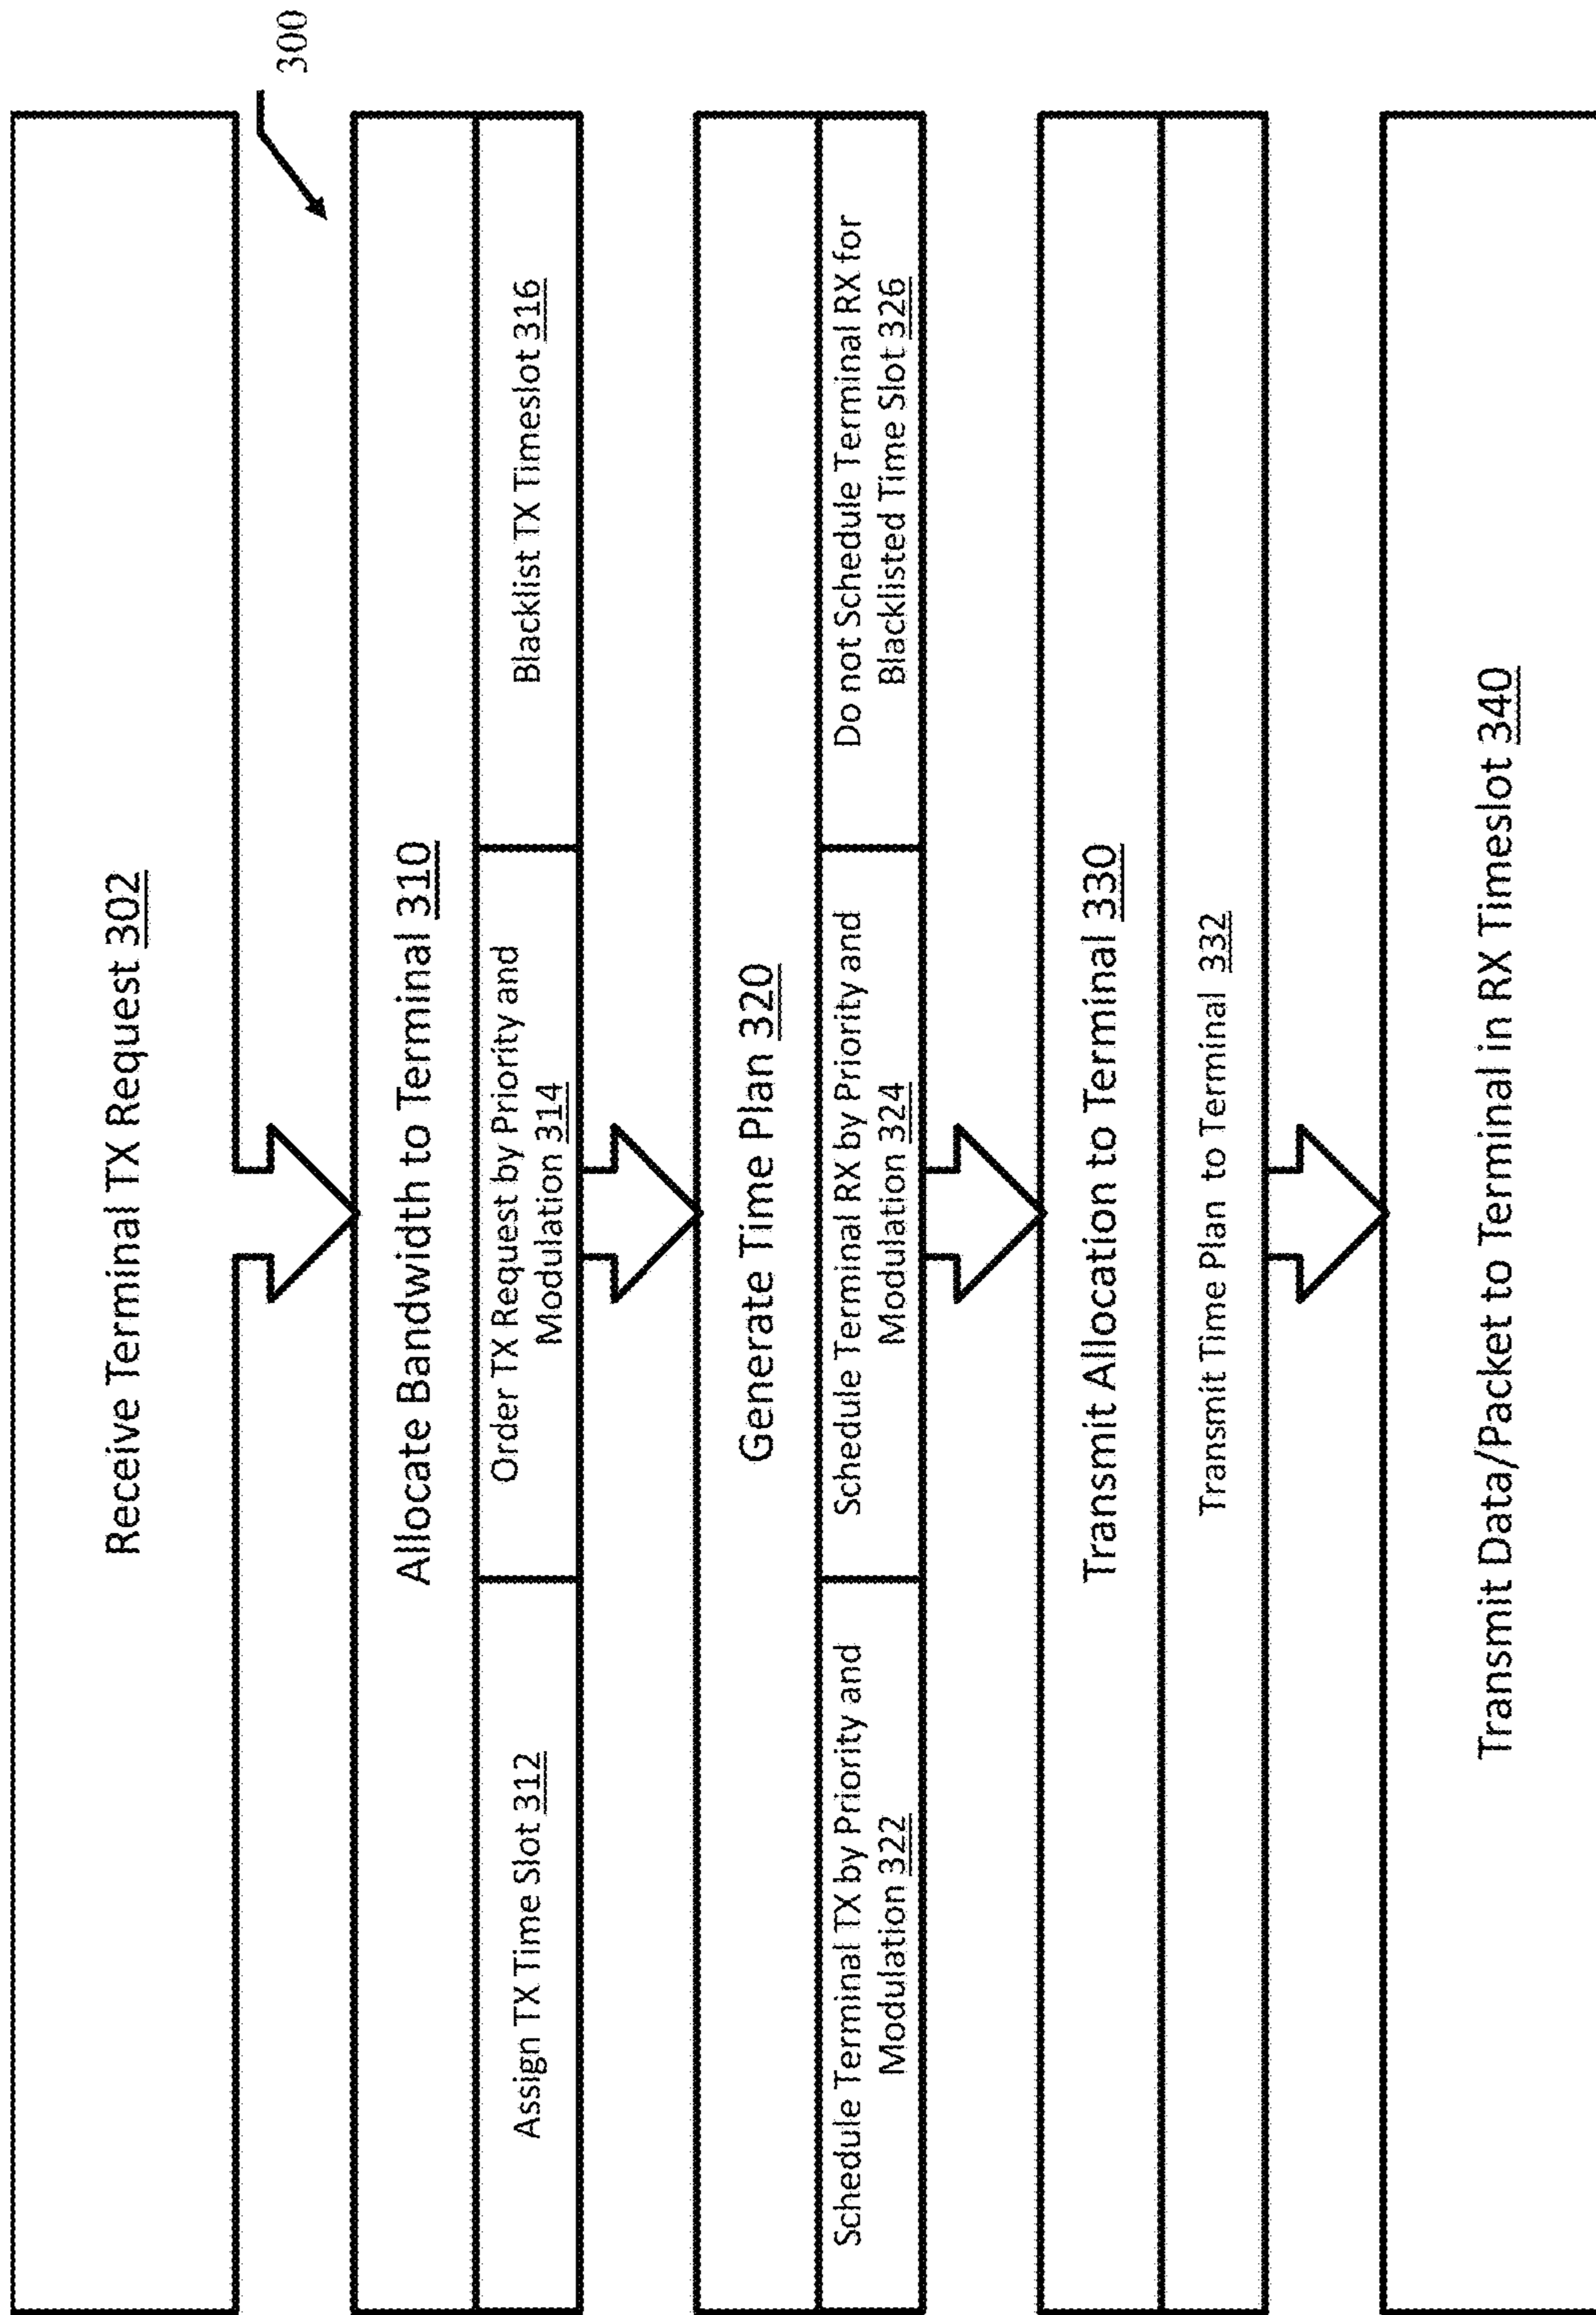 300
Receive Terminal TX Request 302
Allocate Bandwidth to Terminal 310
Assign TX Time Slot 312
Order TX Request by Priority and
Modulation 314
Blacklist TX Timeslot 316
Generate Time Plan 320
Schedule Terminal TX by Priority and
Modulation 322
Schedule Terminal RX by Priority and
Modulation 324
Do not Schedule Terminal RX for
Blacklisted Time Slot 326
Transmit Allocation to Terminal 330
Transmit Time Plan to Terminal 332
Transmit Data/Packet to Terminal in RX Timeslot 340